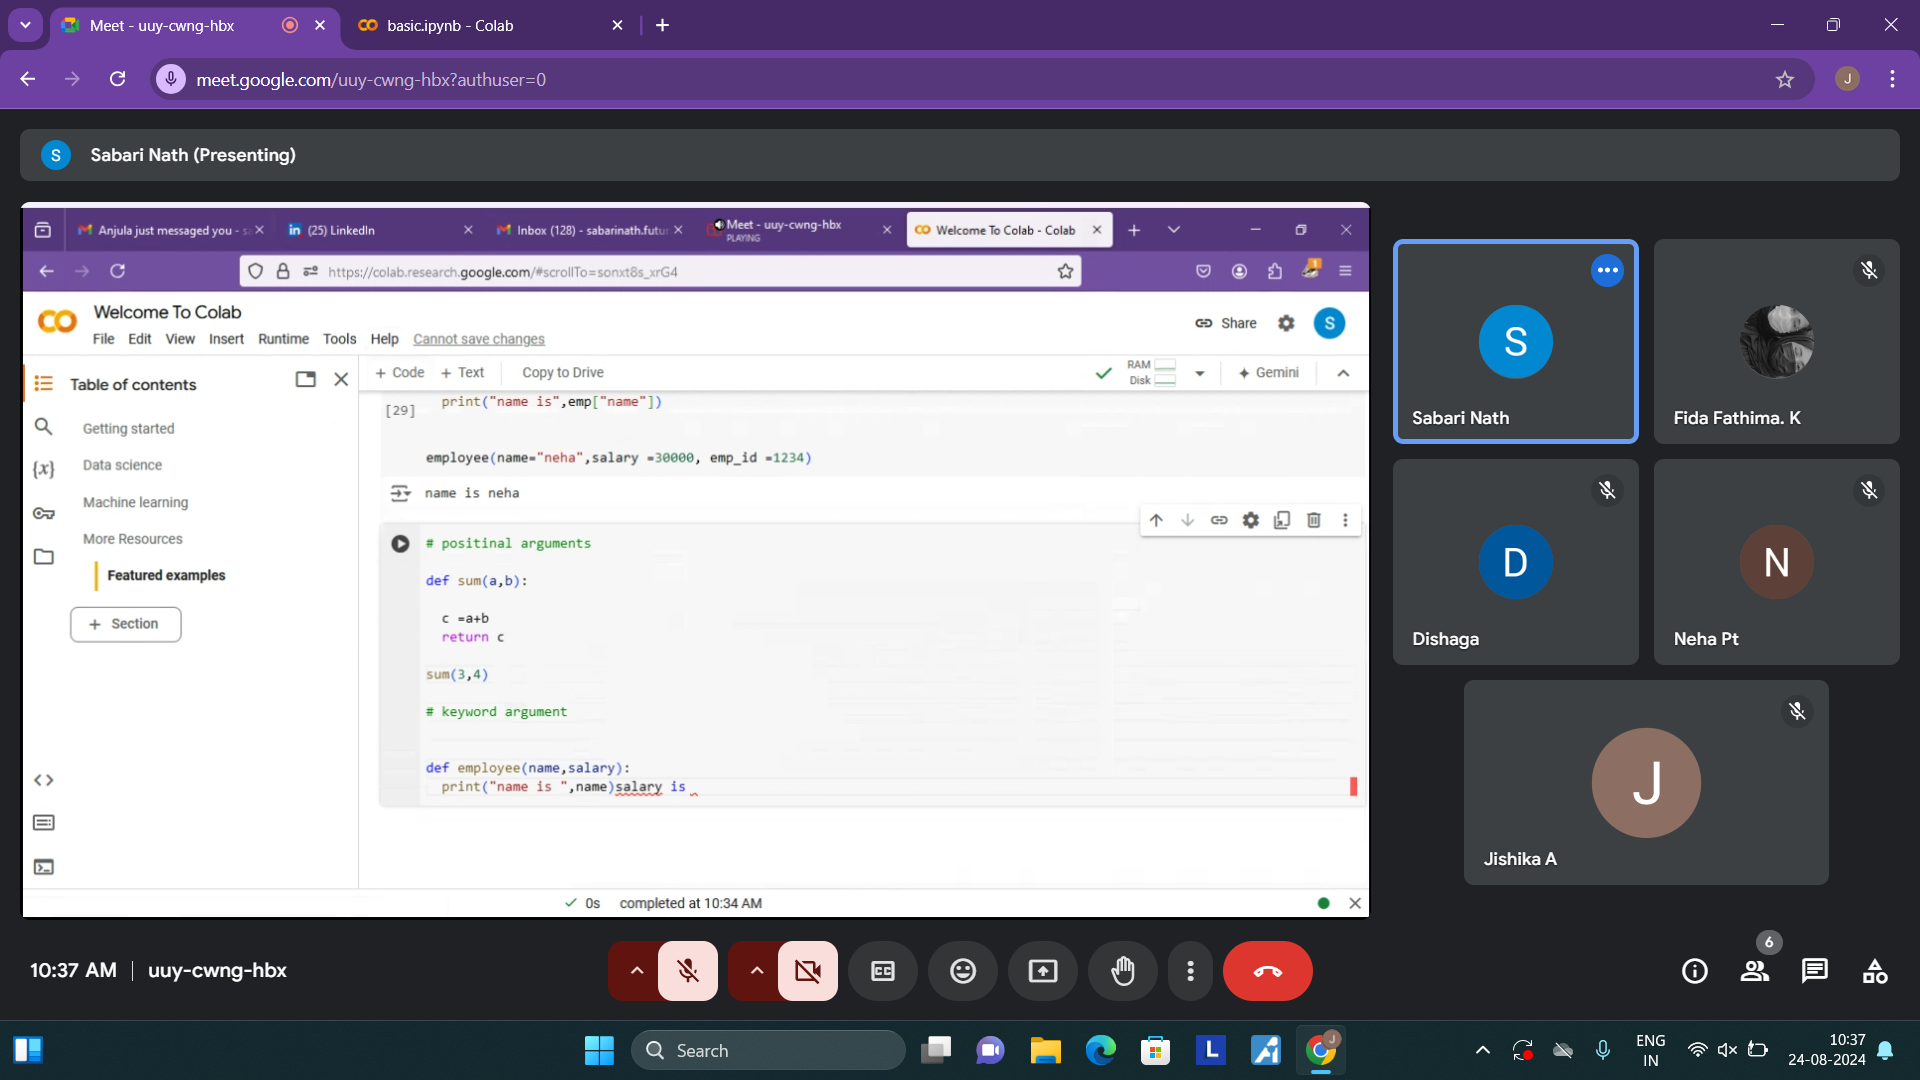 Meet - uuy-cwng-hbx
basic.ipynb - Colab
meet.google.com/uuy-cwng-hbx?authuser=0
J
S
Sabari Nath (Presenting)
Anjula just messaged you - s
(25) LinkedIn
Inbox (128) - sabarinath.futur
Meet - uuy-cwng-hbx
PLAYING
Welcome To Colab - Colab
https://colab.research.google.com/#scrollTo=sonxt8s_xrG4
Welcome To Colab
File Edit View Insert Runtime Tools Help Cannot save changes
Share
S
Table of contents
+ Code + Text Copy to Drive
RAM
Disk
Gemini
Getting started
Data science
Machine learning
More Resources
Featured examples
+ Section
[29]
print("name is",emp["name"])
employee(name="neha",salary =30000, emp_id =1234)
name is neha
# positinal arguments
def sum(a,b):
c =a+b
return c
sum(3,4)
# keyword argument
def employee(name,salary):
print("name is ",name)salary is
0s completed at 10:34 AM
S
Sabari Nath
Fida Fathima. K
D
Dishaga
N
Neha Pt
J
Jishika A
10:37 AM | uuy-cwng-hbx
6
Search
L
J
ENG
IN
10:37
24-08-2024